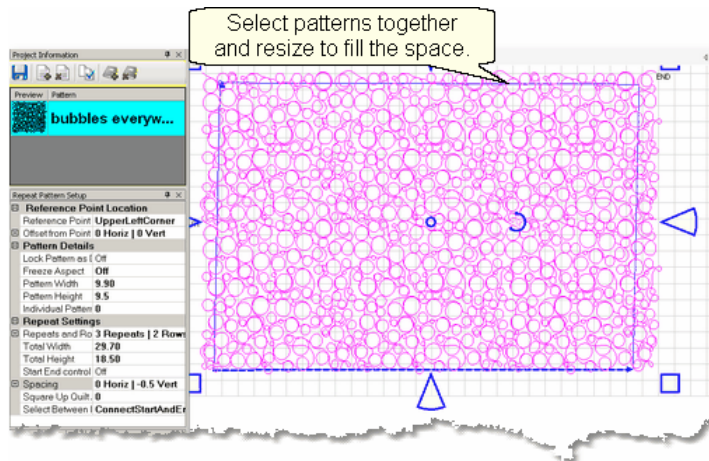 Select patterns together
and resize to fill the space.
Project Information
END
Preview Pattern
bubbles everyw...
Repeat Pattern Setup
Reference Point Location
Reference Point UpperLeftCorner
Offset from Point 0 Horiz | 0 Vert
Pattern Details
Lock Pattern as I Off
Freeze Aspect Off
Pattern Width 9.90
Pattern Height 9.5
Individual Pattern 0
Repeat Settings
Repeats and Ro 3 Repeats | 2 Rows
Total Width 29.70
Total Height 18.50
Start End control Off
Spacing 0 Horiz | -0.5 Vert
Square Up Quilt. 0
Select Between I ConnectStartAndEr